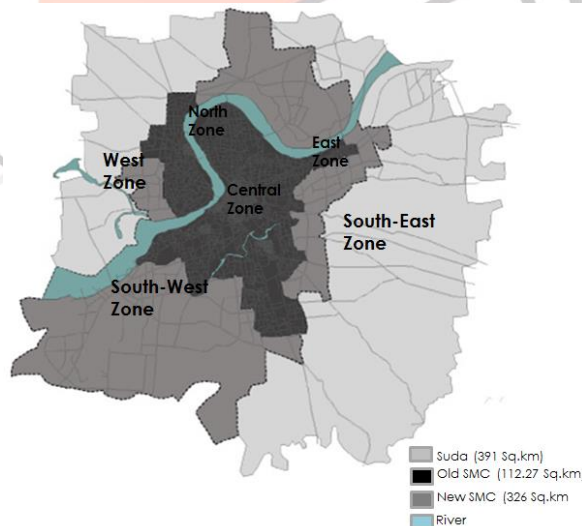 North
Zone
East
Zone
West
Zone
Central
Zone
South-East
Zone
South-West
Zone
Suda (391 Sq.km)
Old SMC (112.27 Sq.km)
New SMC (326 Sq.km
River